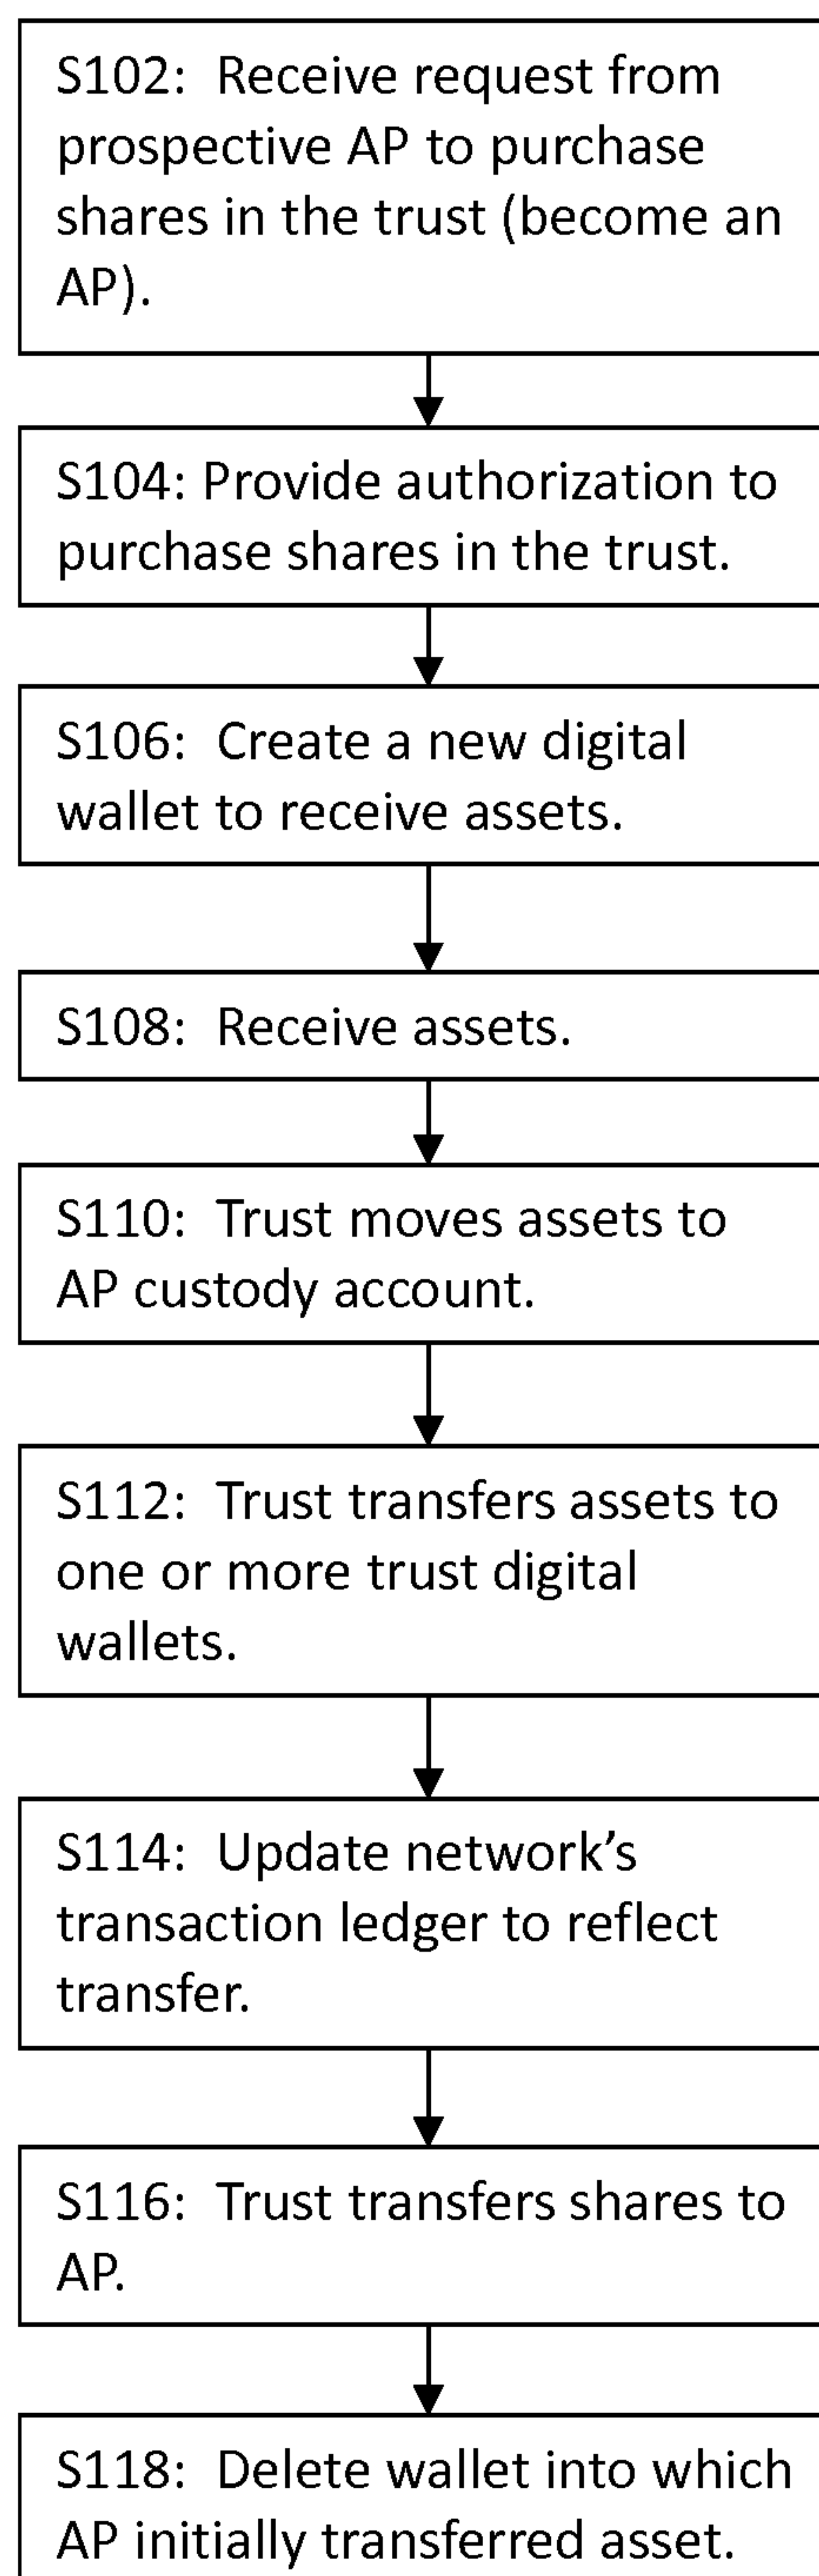 S102:  Receive request from
prospective AP to purchase
shares in the trust (become an
AP).
S104: Provide authorization to
purchase shares in the trust.
S106:  Create a new digital
wallet to receive assets.
S108:  Receive assets.
S110:  Trust moves assets to
AP custody account.
S112:  Trust transfers assets to
one or more trust digital
wallets.
S114:  Update network’s
transaction ledger to reflect
transfer.
S116:  Trust transfers shares to
AP.
S118:  Delete wallet into which
AP initially transferred asset.